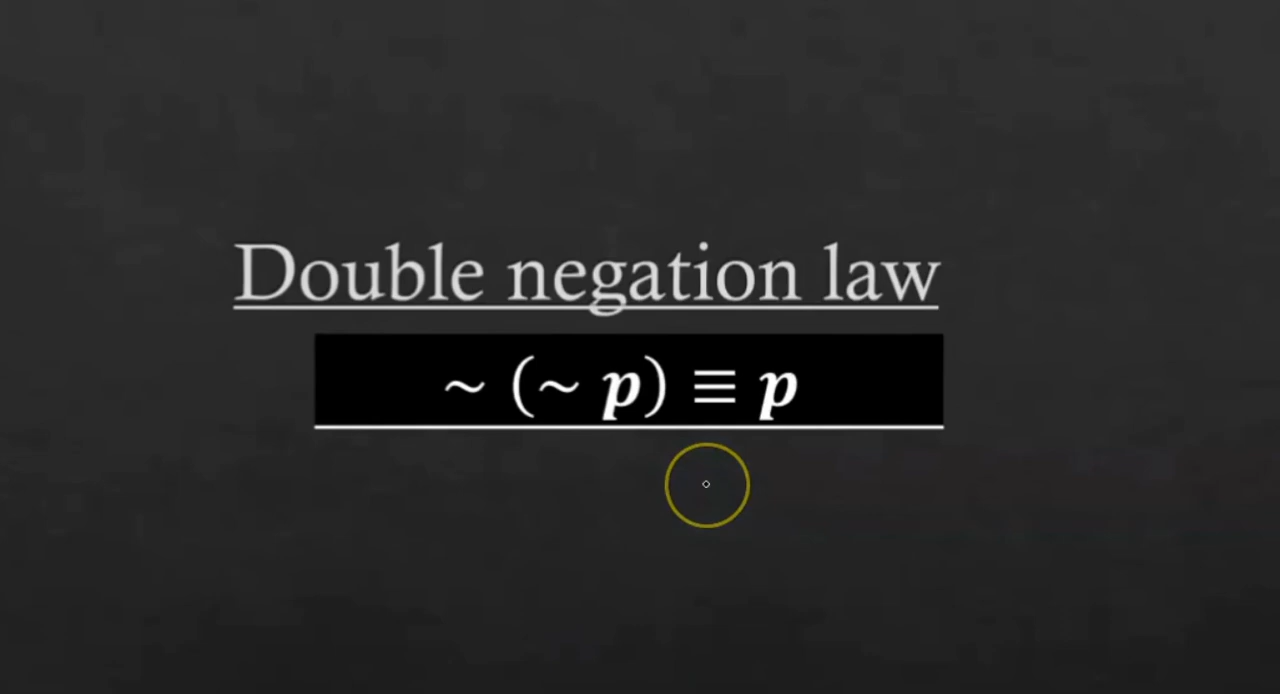 Double negation law
~ (~ p) ≡ p